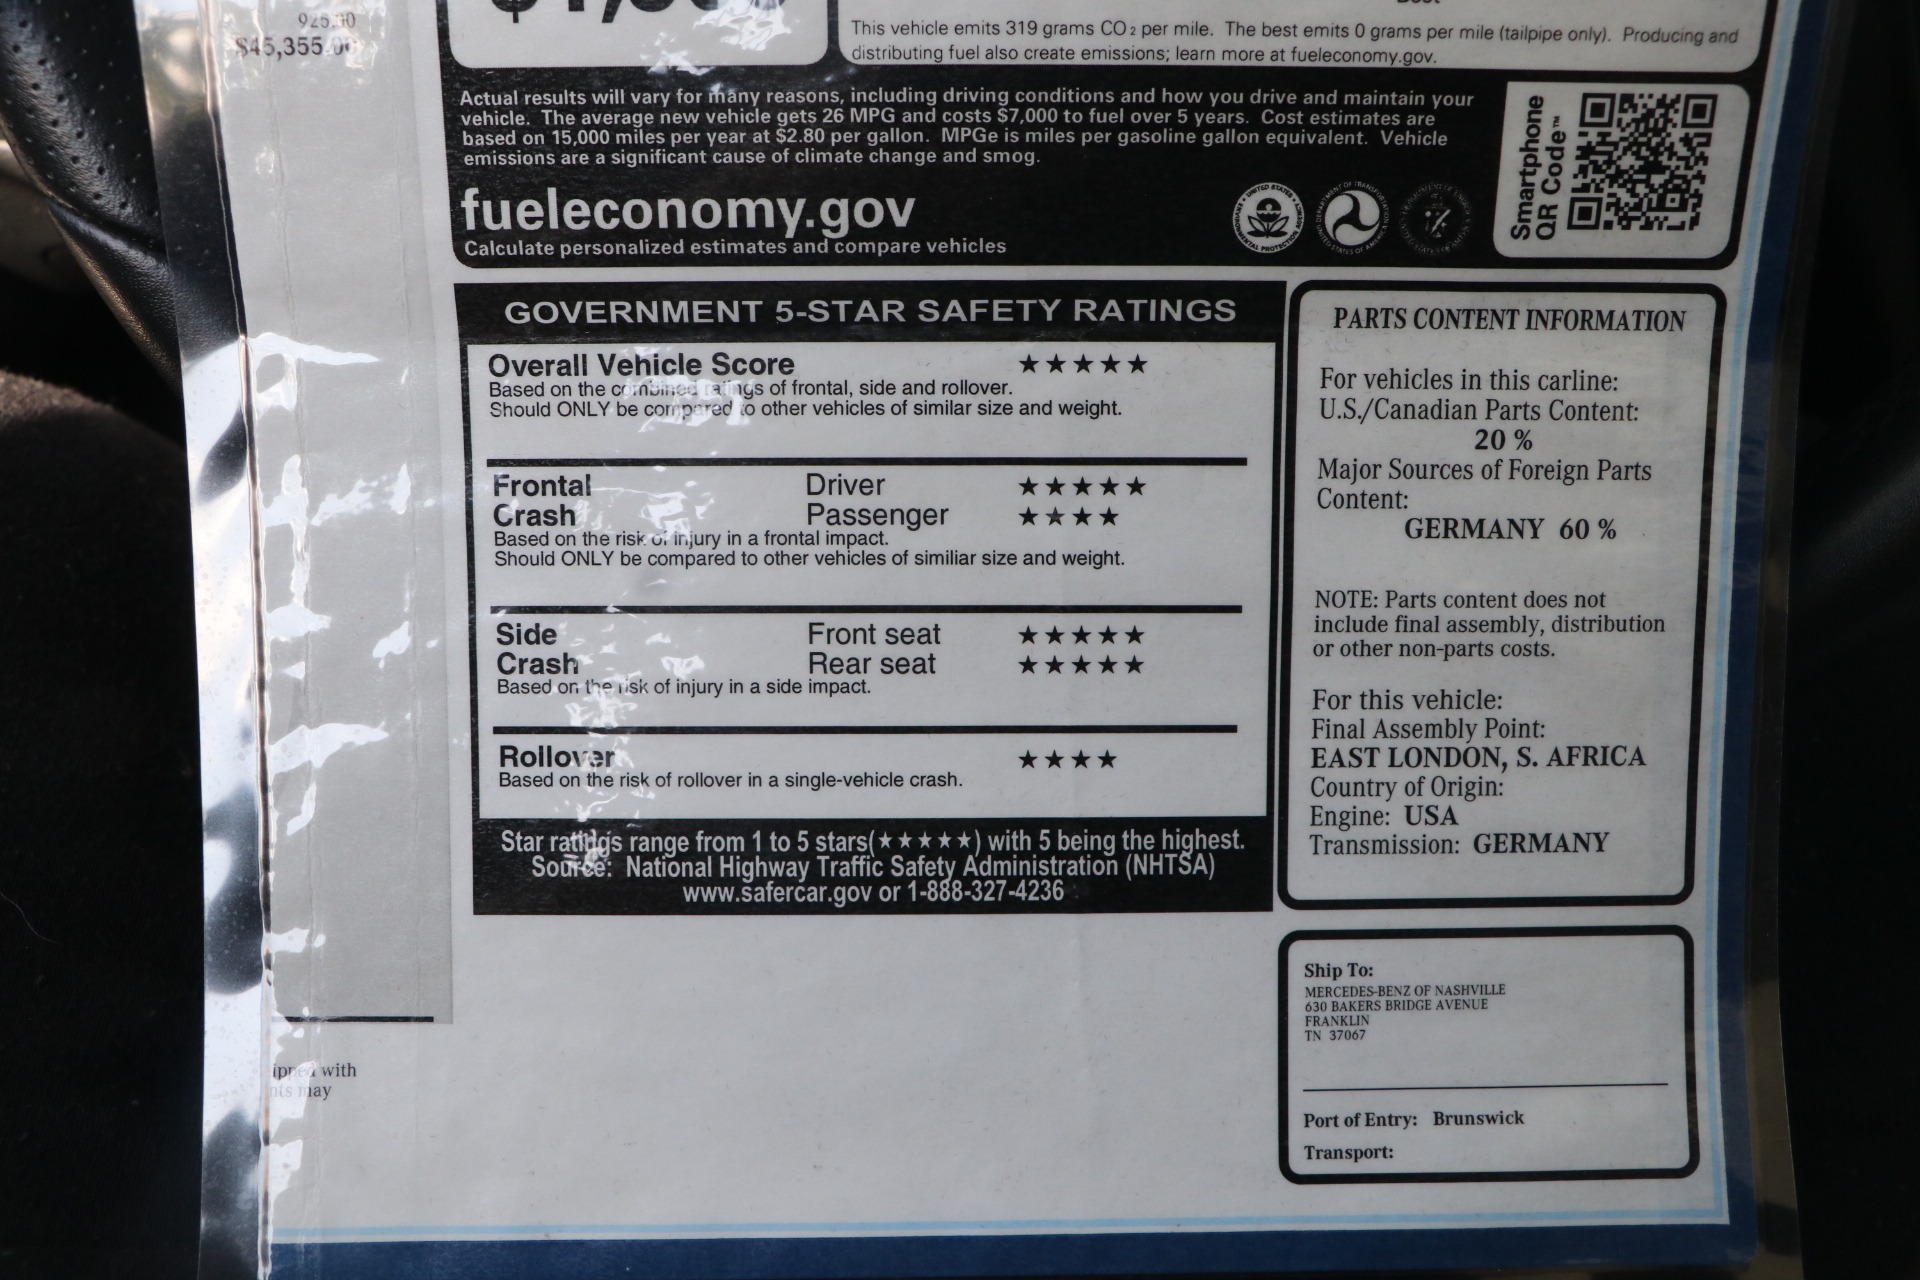 925.00
$45,355.00
This vehicle emits 319 grams CO2 per mile. The best emits 0 grams per mile (tailpipe only). Producing and
distributing fuel also create emissions; learn more at fueleconomy.gov.
Actual results will vary for many reasons, including driving conditions and how you drive and maintain your
vehicle. The average new vehicle gets 26 MPG and costs $7,000 to fuel over 5 years. Cost estimates are
based on 15,000 miles per year at $2.80 per gallon. MPGe is miles per gasoline gallon equivalent. Vehicle
emissions are a significant cause of climate change and smog.
fueleconomy.gov
Calculate personalized estimates and compare vehicles
Smartphone
QR Code™
GOVERNMENT 5-STAR SAFETY RATINGS
Overall Vehicle Score ★★★★★
Based on the combined ratings of frontal, side and rollover.
Should ONLY be compared to other vehicles of similar size and weight.
Frontal Driver ★★★★★
Crash Passenger ★★★★
Based on the risk of injury in a frontal impact.
Should ONLY be compared to other vehicles of similiar size and weight.
Side Front seat ★★★★★
Crash Rear seat ★★★★★
Based on the risk of injury in a side impact.
Rollover ★★★★
Based on the risk of rollover in a single-vehicle crash.
Star ratings range from 1 to 5 stars(★★★★★) with 5 being the highest.
Source: National Highway Traffic Safety Administration (NHTSA)
www.safercar.gov or 1-888-327-4236
PARTS CONTENT INFORMATION
For vehicles in this carline:
U.S./Canadian Parts Content:
20 %
Major Sources of Foreign Parts
Content:
GERMANY 60 %
NOTE: Parts content does not
include final assembly, distribution
or other non-parts costs.
For this vehicle:
Final Assembly Point:
EAST LONDON, S. AFRICA
Country of Origin:
Engine: USA
Transmission: GERMANY
Ship To:
MERCEDES-BENZ OF NASHVILLE
630 BAKERS BRIDGE AVENUE
FRANKLIN
TN 37067
Port of Entry: Brunswick
Transport:
with
may